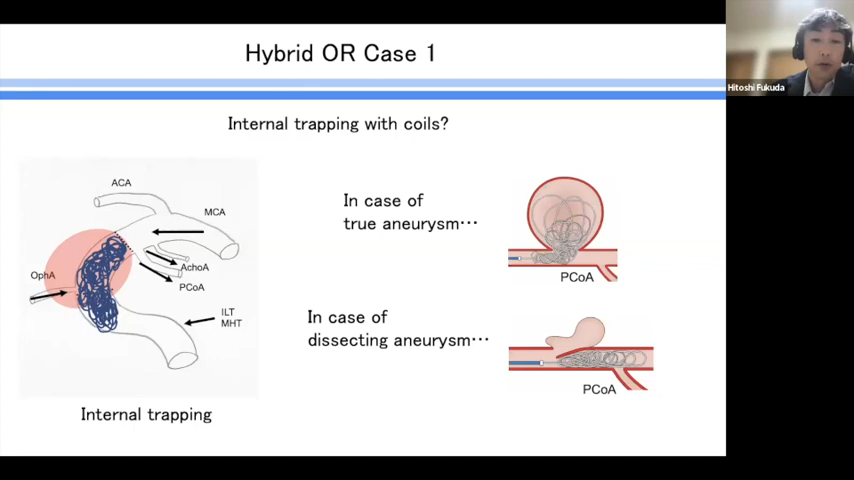 Hybrid OR Case 1
Hitoshi Fukuda
Internal trapping with coils?
ACA
MCA
OphA
AchoA
PCoA
ILT
MHT
Internal trapping
In case of
true aneurysm…
PCoA
In case of
dissecting aneurysm…
PCoA